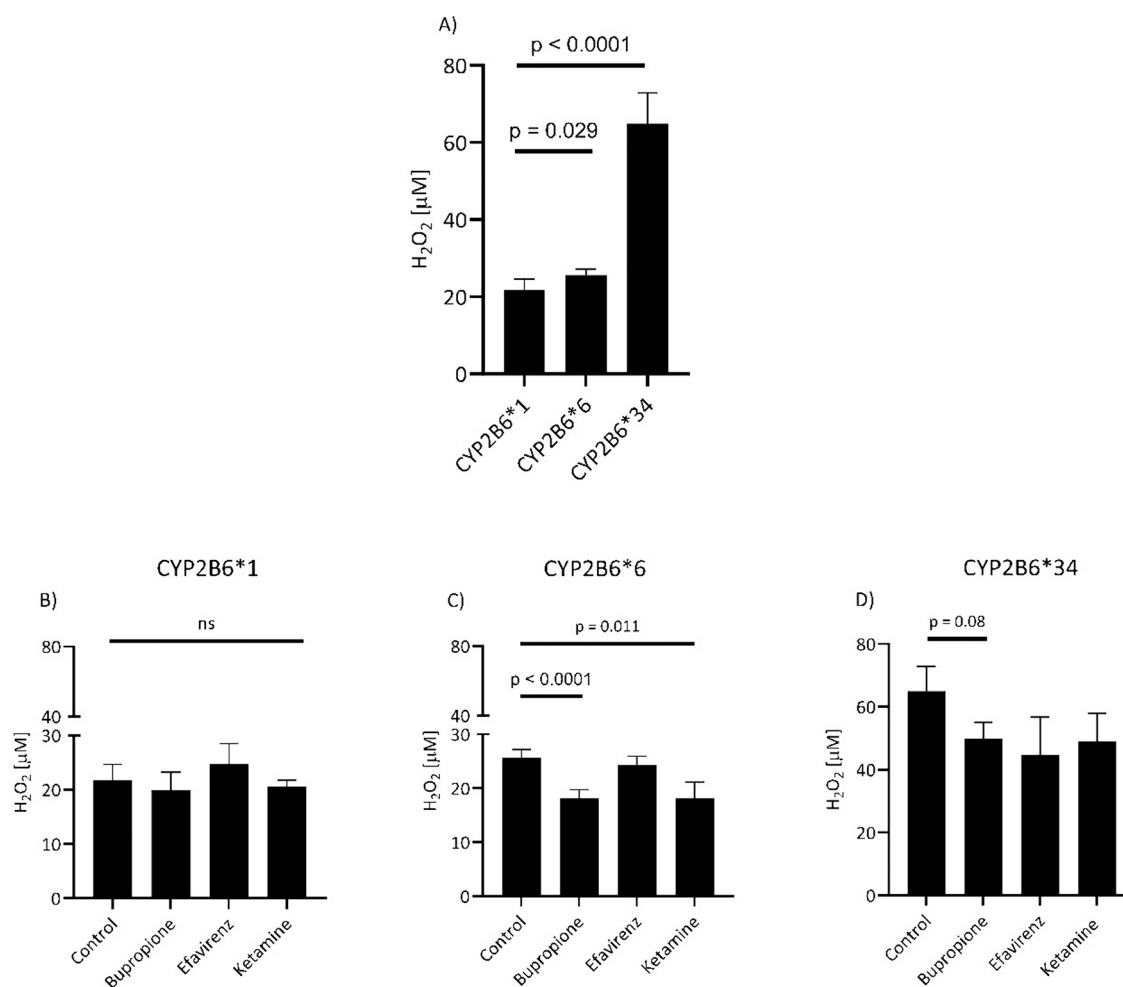 A)
p < 0.0001
80
p = 0.029
60
H₂O₂ [µM]
40
20
0
CYP2B6*1
CYP2B6*6
CYP2B6*34
CYP2B6*1
B)
ns
80
40
30
H₂O₂ [µM]
20
10
0
Control
Bupropione
Efavirenz
Ketamine
CYP2B6*6
C)
p = 0.011
80
p < 0.0001
40
30
H₂O₂ [µM]
20
10
0
Control
Bupropione
Efavirenz
Ketamine
CYP2B6*34
D)
p = 0.08
80
60
H₂O₂ [µM]
40
20
0
Control
Bupropione
Efavirenz
Ketamine